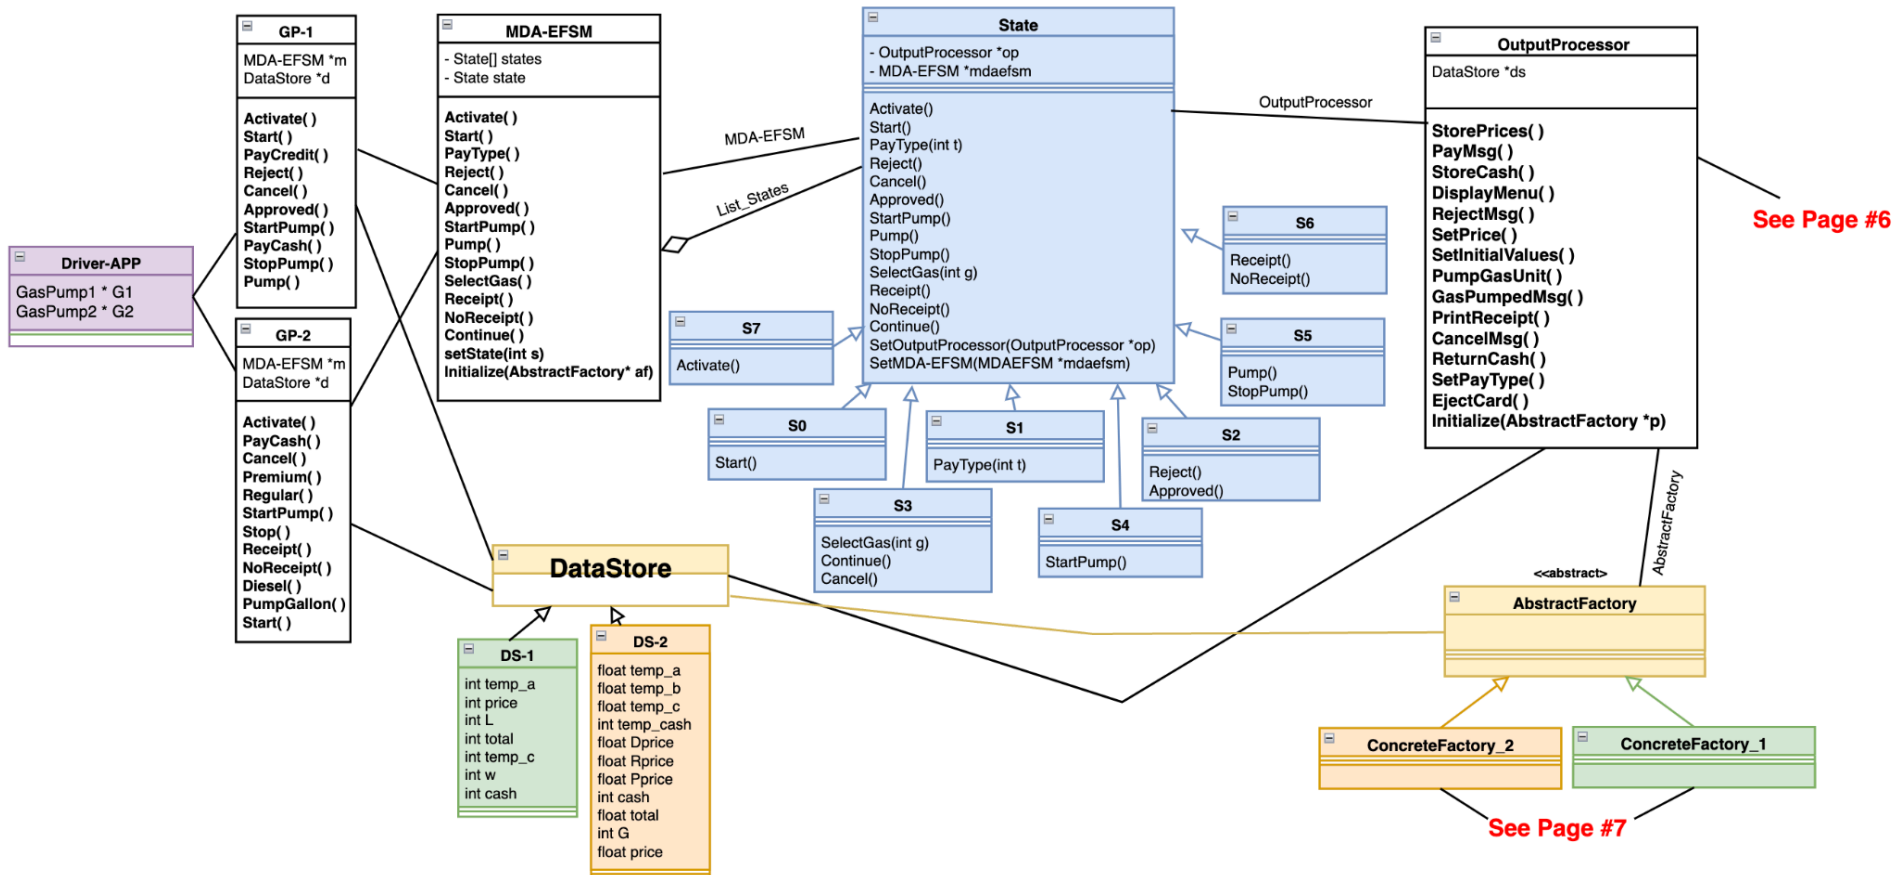 GP-1
MDA-EFSM *m
DataStore *d
Activate( )
Start( )
PayCredit( )
Reject( )
Cancel( )
Approved( )
StartPump( )
PayCash( )
StopPump( )
Pump( )
MDA-EFSM
- State[] states
- State state
Activate( )
Start( )
PayType( )
Reject( )
Cancel( )
Approved( )
StartPump( )
Pump( )
StopPump( )
SelectGas( )
Receipt( )
NoReceipt( )
Continue( )
setState(int s)
Initialize(AbstractFactory* af)
MDA-EFSM
List_States
State
- OutputProcessor *op
- MDA-EFSM *mdaefsm
Activate()
Start()
PayType(int t)
Reject()
Cancel()
Approved()
StartPump()
Pump()
StopPump()
SelectGas(int g)
Receipt()
NoReceipt()
Continue()
SetOutputProcessor(OutputProcessor *op)
SetMDA-EFSM(MDAEFSM *mdaefsm)
OutputProcessor
OutputProcessor
DataStore *ds
StorePrices( )
PayMsg( )
StoreCash( )
DisplayMenu( )
RejectMsg( )
SetPrice( )
SetInitialValues( )
PumpGasUnit( )
GasPumpedMsg( )
PrintReceipt( )
CancelMsg( )
ReturnCash( )
SetPayType( )
EjectCard( )
Initialize(AbstractFactory *p)
See Page #6
Driver-APP
GasPump1 * G1
GasPump2 * G2
GP-2
MDA-EFSM *m
DataStore *d
Activate( )
PayCash( )
Cancel( )
Premium( )
Regular( )
StartPump( )
Stop( )
Receipt( )
NoReceipt( )
Diesel( )
PumpGallon( )
Start( )
S6
Receipt()
NoReceipt()
S7
Activate()
S5
Pump()
StopPump()
S0
Start()
S1
PayType(int t)
S2
Reject()
Approved()
S3
SelectGas(int g)
Continue()
Cancel()
S4
StartPump()
DataStore
DS-1
int temp_a
int price
int L
int total
int temp_c
int w
int cash
DS-2
float temp_a
float temp_b
float temp_c
int temp_cash
float Dprice
float Rprice
float Pprice
int cash
float total
int G
float price
AbstractFactory
<<abstract>
AbstractFactory
ConcreteFactory_2
ConcreteFactory_1
See Page #7